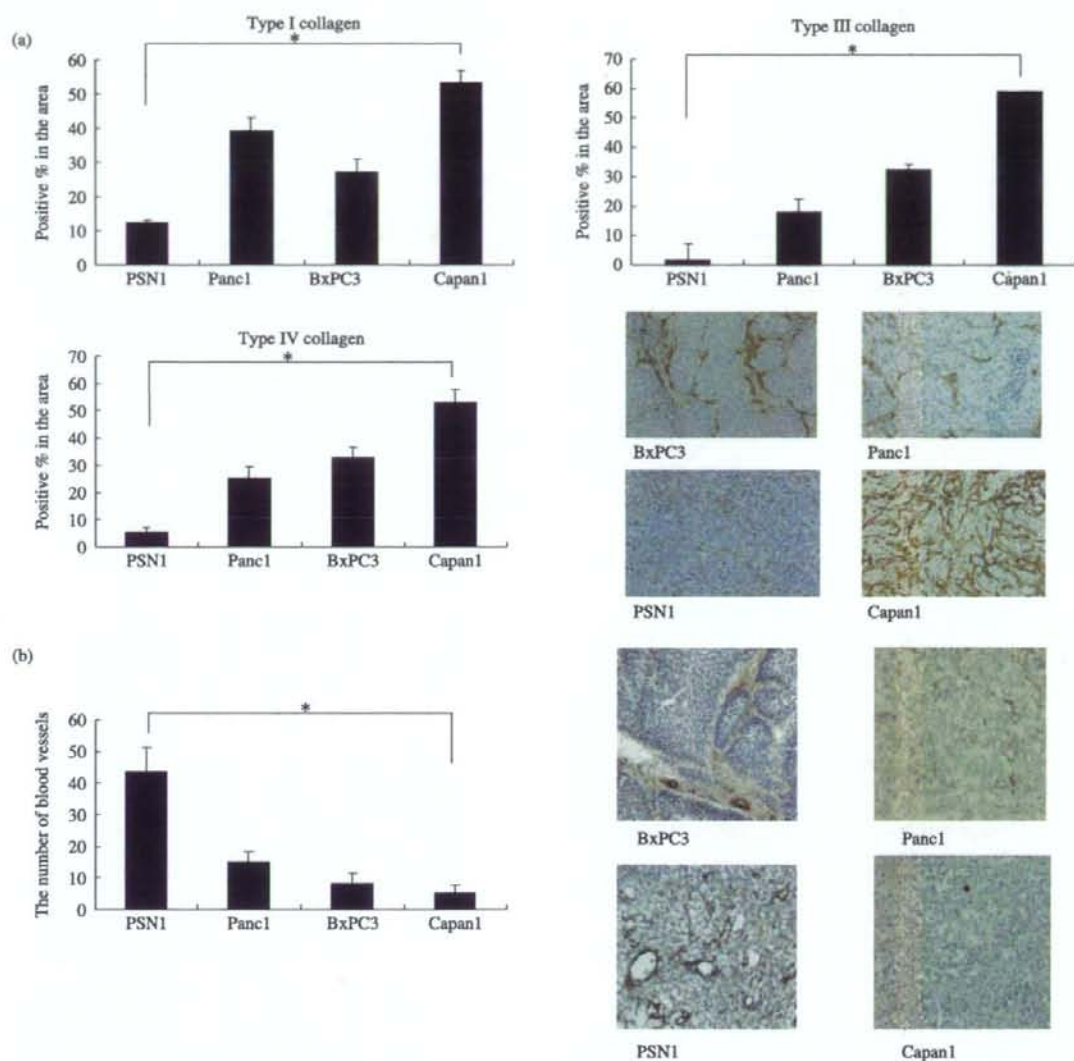 (a)
Type I collagen
*
Positive % in the area
60
50
40
30
20
10
0
PSN1 Panc1 BxPC3 Capan1
Type III collagen
*
Positive % in the area
70
60
50
40
30
20
10
0
PSN1 Panc1 BxPC3 Capan1
Type IV collagen
*
Positive % in the area
70
60
50
40
30
20
10
0
PSN1 Panc1 BxPC3 Capan1
BxPC3 Panc1
PSN1 Capan1
(b)
*
The number of blood vessels
60
50
40
30
20
10
0
PSN1 Panc1 BxPC3 Capan1
BxPC3 Panc1
PSN1 Capan1